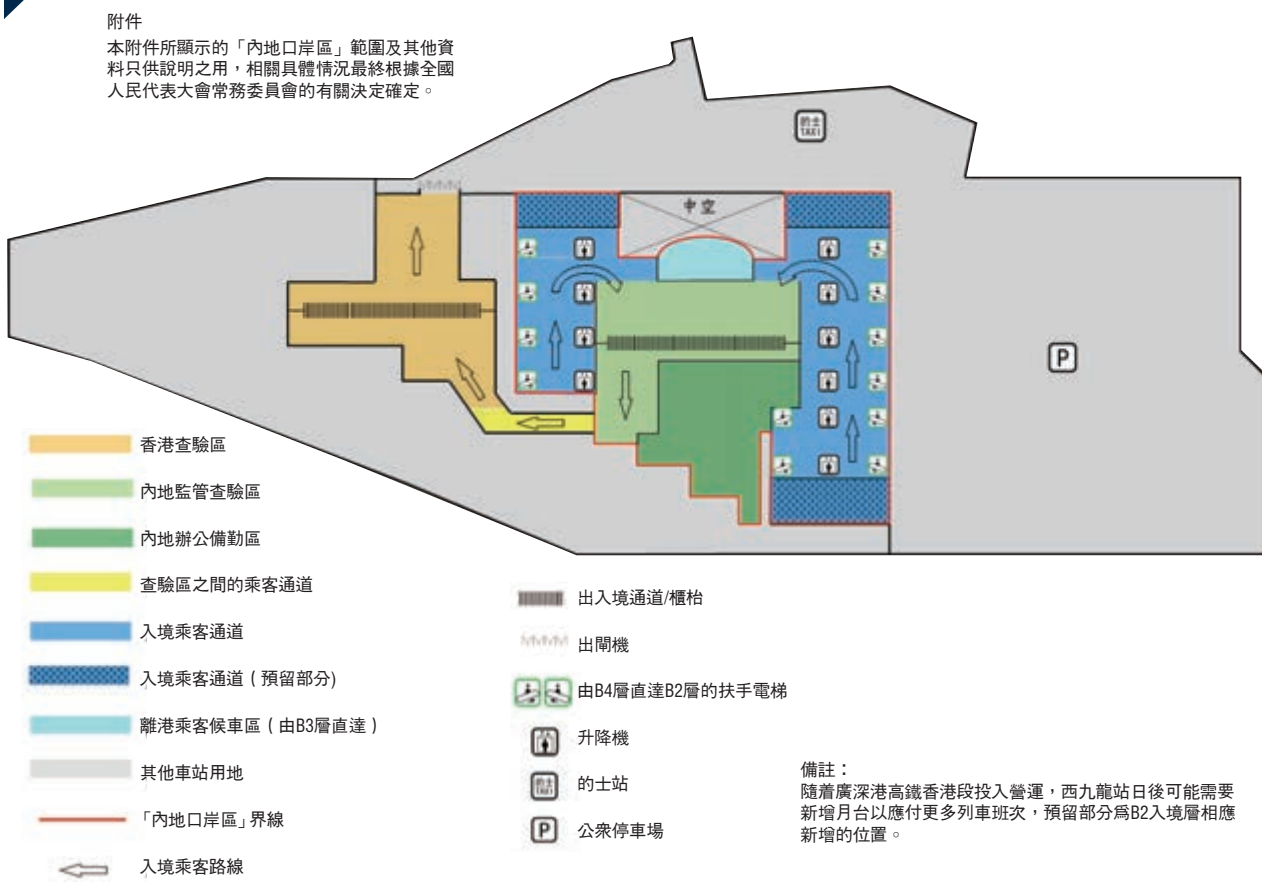 附件
本附件所顯示的「內地口岸區」範圍及其他資
料只供說明之用，相關具體情況最終根據全國
人民代表大會常務委員會的有關決定確定。
的士
TAXI
中空
P
香港查驗區
內地監管查驗區
內地辦公備勤區
查驗區之間的乘客通道
入境乘客通道
入境乘客通道（預留部分）
離港乘客候車區（由B3層直達）
其他車站用地
「內地口岸區」界線
入境乘客路線
出入境通道/櫃枱
出閘機
由B4層直達B2層的扶手電梯
升降機
的士
TAXI
的士站
P
公衆停車場
備註：
隨着廣深港高鐵香港段投入營運，西九龍站日後可能需要
新增月台以應付更多列車班次，預留部分爲B2入境層相應
新增的位置。